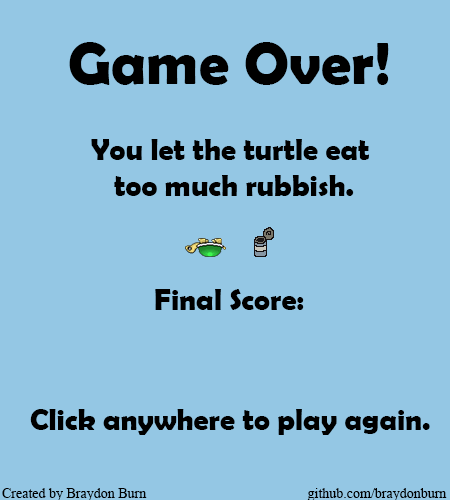 Game Over!
You let the turtle eat
too much rubbish.
Final Score:
Click anywhere to play again.
Created by Braydon Burn
github.com/braydonburn